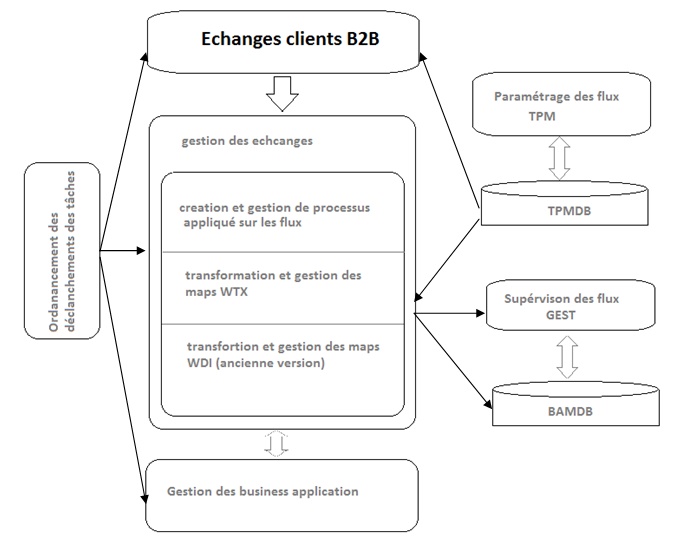 Echanges clients B2B
Paramétrage des flux
TPM
gestion des echcanges
Ordanancement des
déclanchements des tâches
creation et gestion de processus
appliqué sur les flux
TPMDB
transformation et gestion des
maps WTX
Supérvison des flux
GEST
transfortion et gestion des maps
WDI (ancienne version)
BAMDB
Gestion des business application